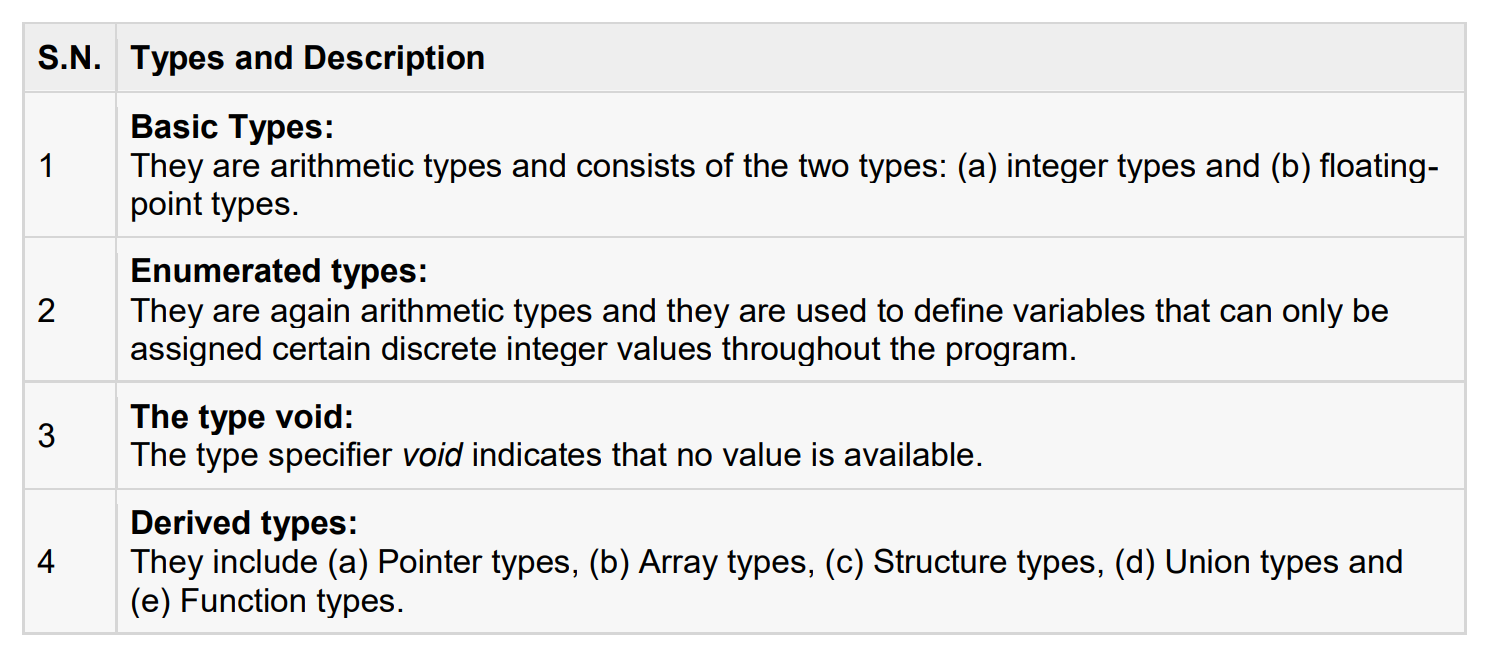 S.N. Types and Description
Basic Types:
1 They are arithmetic types and consists of the two types: (a) integer types and (b) floating-
point types.
Enumerated types:
2 They are again arithmetic types and they are used to define variables that can only be
assigned certain discrete integer values throughout the program.
3 The type void:
The type specifier void indicates that no value is available.
Derived types:
4 They include (a) Pointer types, (b) Array types, (c) Structure types, (d) Union types and
(e) Function types.